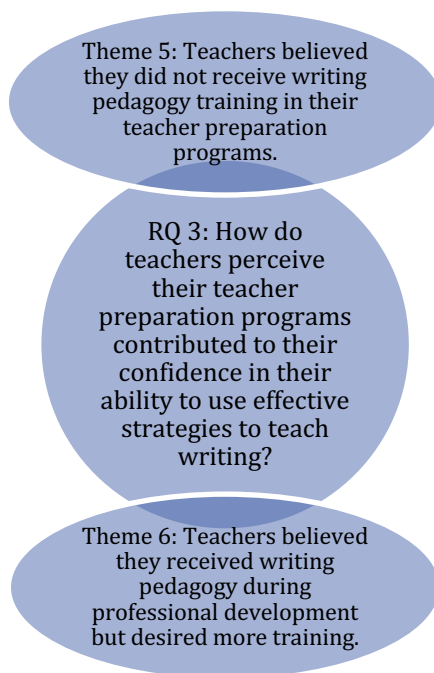 Theme 5: Teachers believed
they did not receive writing
pedagogy training in their
teacher preparation
programs.
RQ 3: How do
teachers perceive
their teacher
preparation programs
contributed to their
confidence in their
ability to use effective
strategies to teach
writing?
Theme 6: Teachers believed
they received writing
pedagogy during
professional development
but desired more training.